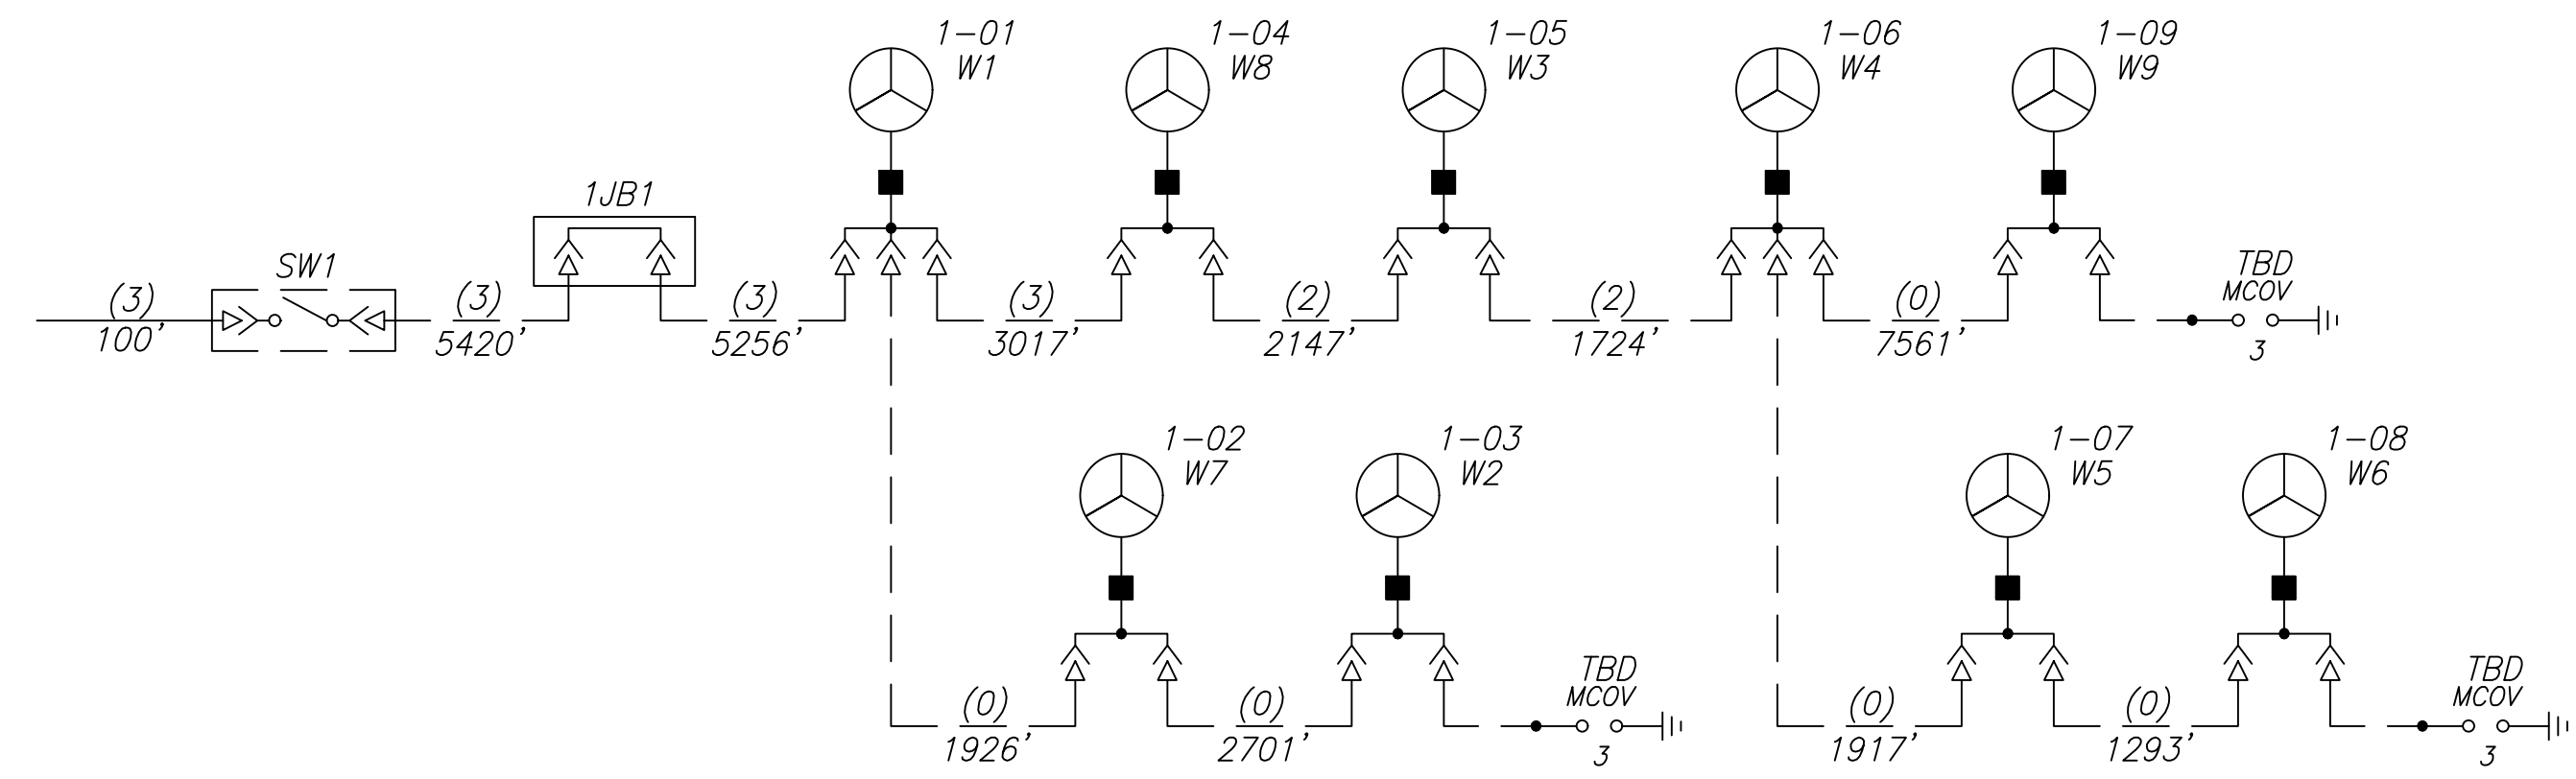 1-01
W1
1-04
W8
1-05
W3
1-06
W4
1-09
W9
1JB1
SW1
TBD
MCOV
3
(3)
100'
(3)
5420'
(3)
5256'
(3)
3017'
(2)
2147'
(2)
1724'
(0)
7561'
1-02
W7
1-03
W2
1-07
W5
1-08
W6
TBD
MCOV
3
TBD
MCOV
3
(0)
1926'
(0)
2701'
(0)
1917'
(0)
1293'